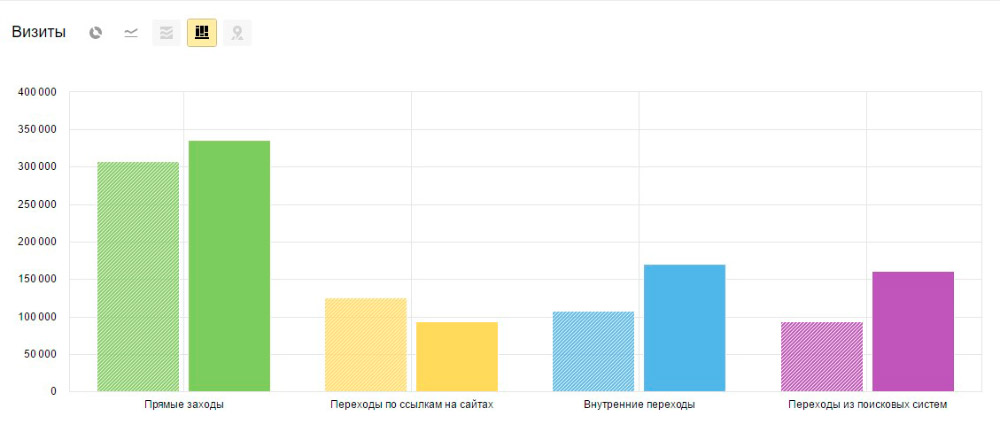 Визиты
400 000
350 000
300 000
250 000
200 000
150 000
100 000
50 000
0
Прямые заходы
Переходы по ссылкам на сайтах
Внутренние переходы
Переходы из поисковых систем